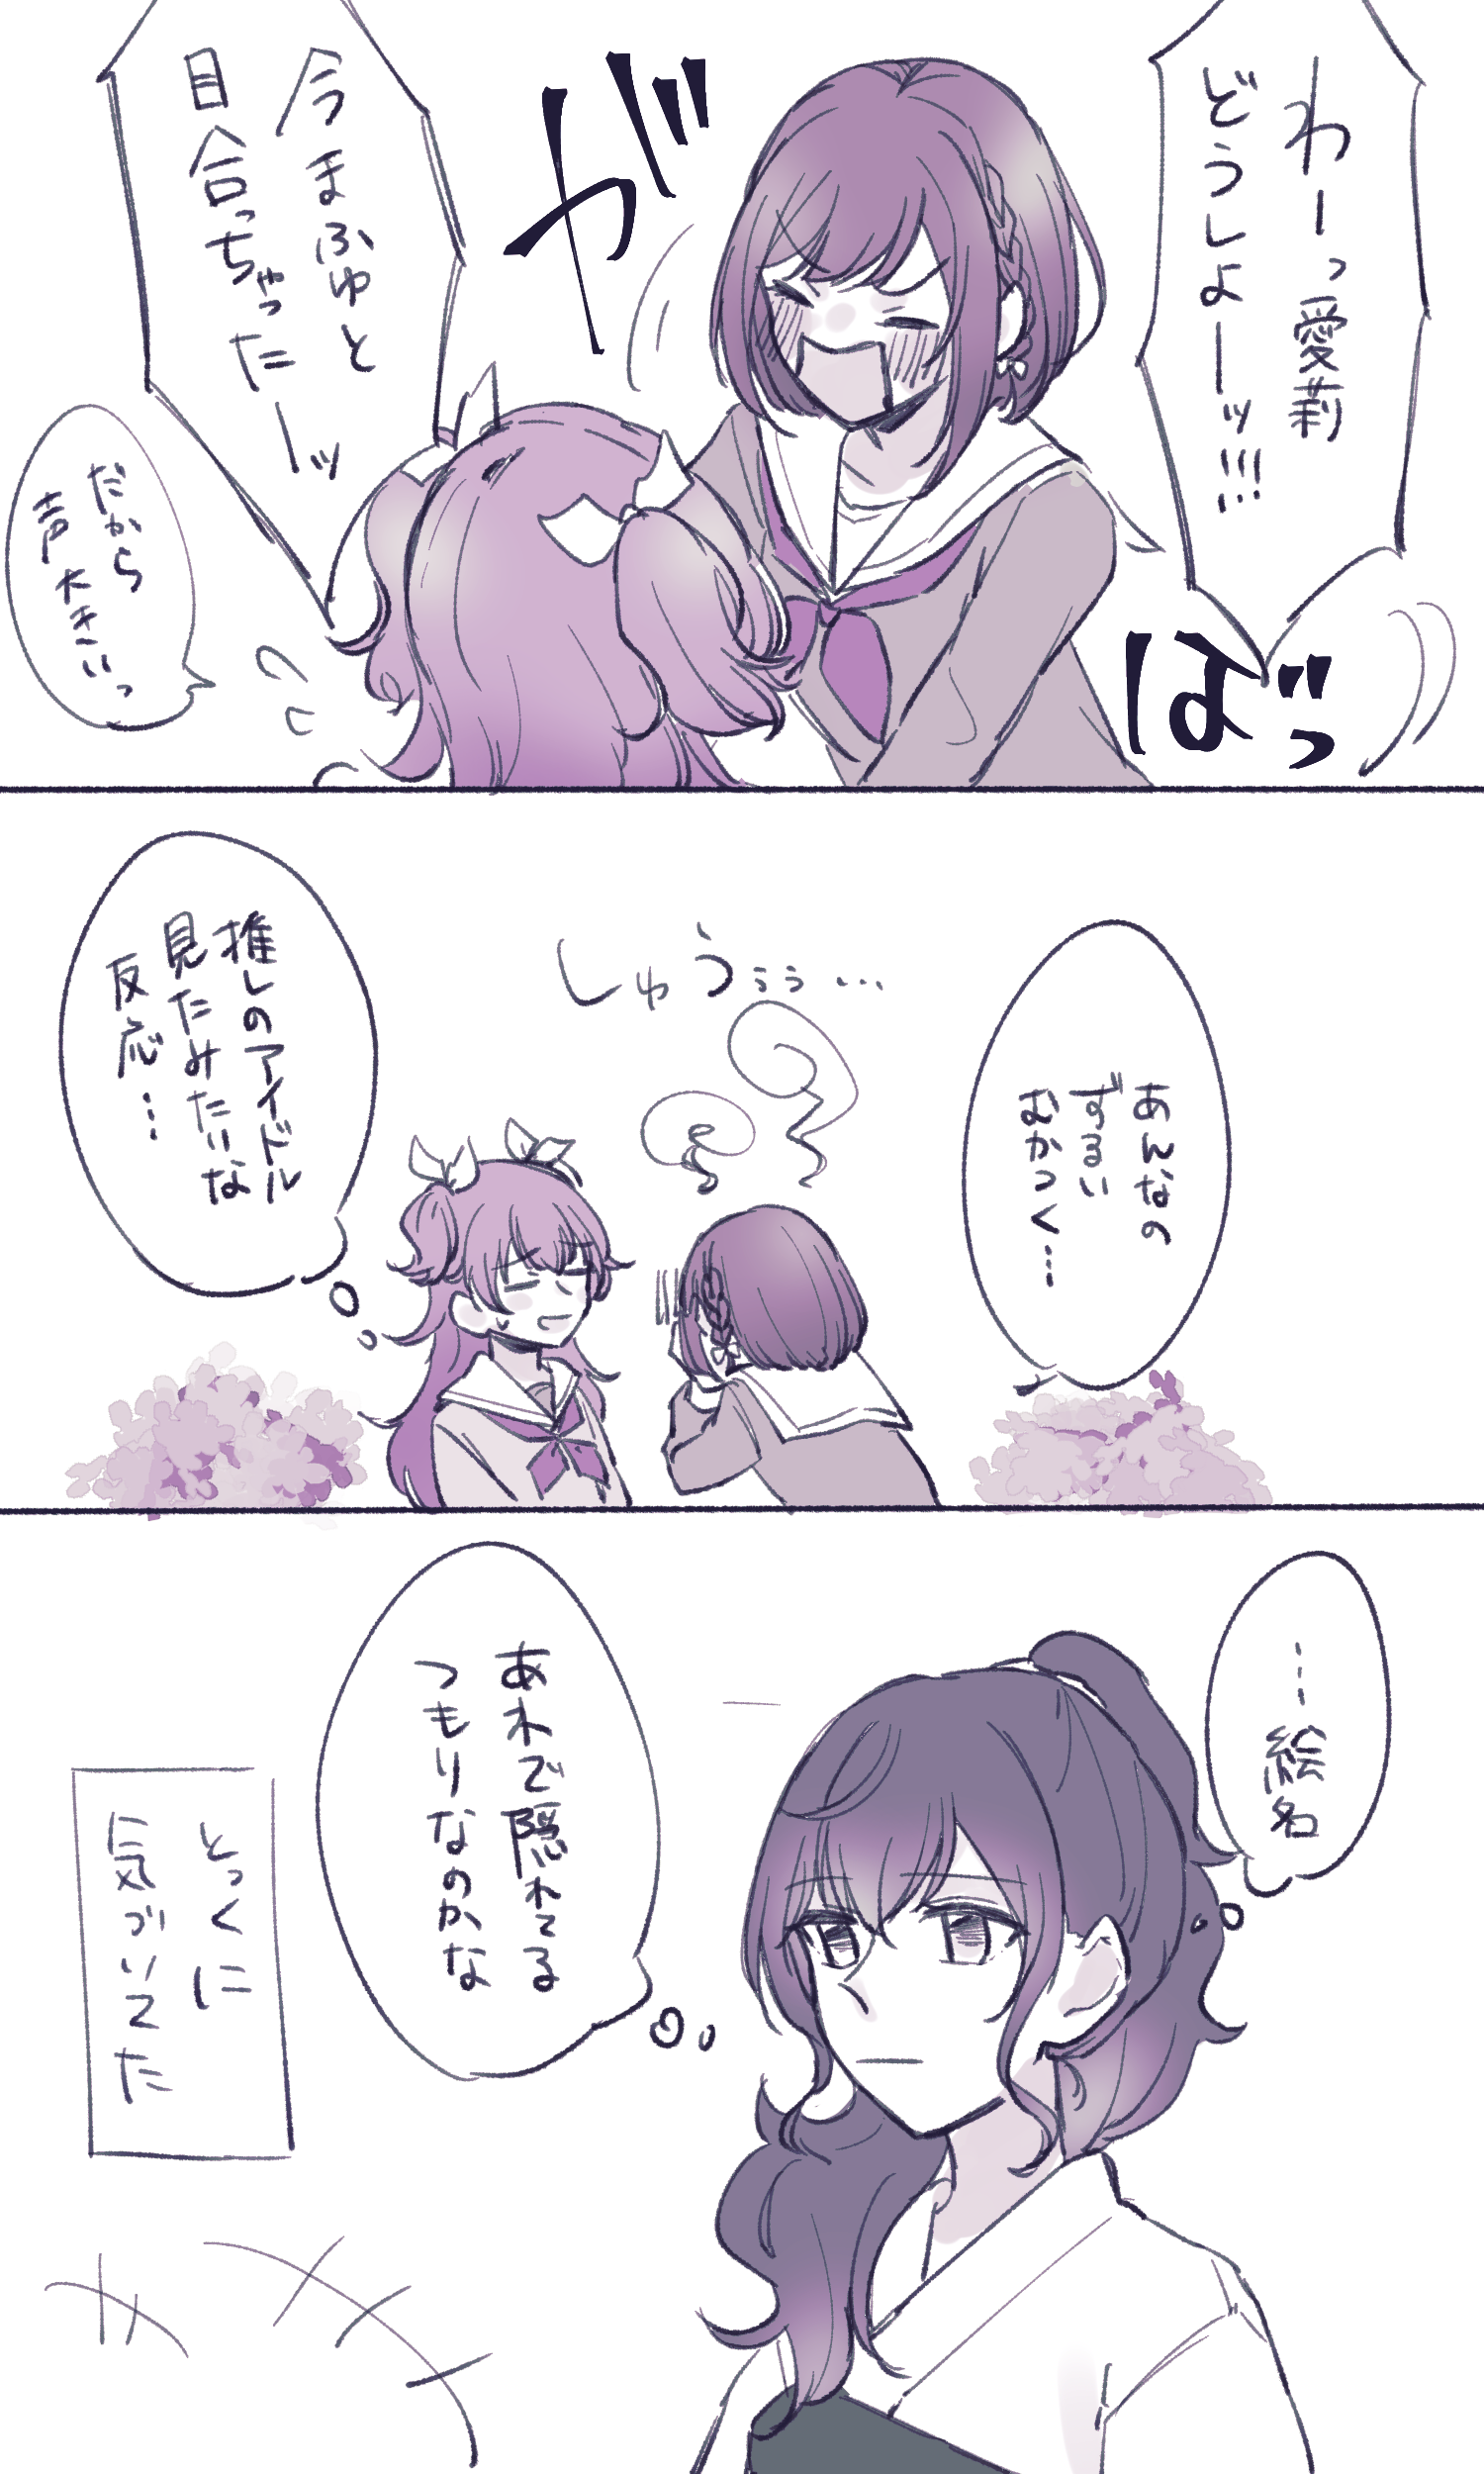 わーっ愛莉
どうしよーッ!!!
ばっ
ガバ
今まふゆと
目合っちゃったーッ
だから
声大きいっ
あんなの
ずるい
むかつく…
しゅうぅぅ…
推しのアイドル
見たみたいな
反応…
…絵名
あれで隠れてる
つもりなのかな
とっくに
気づいてた